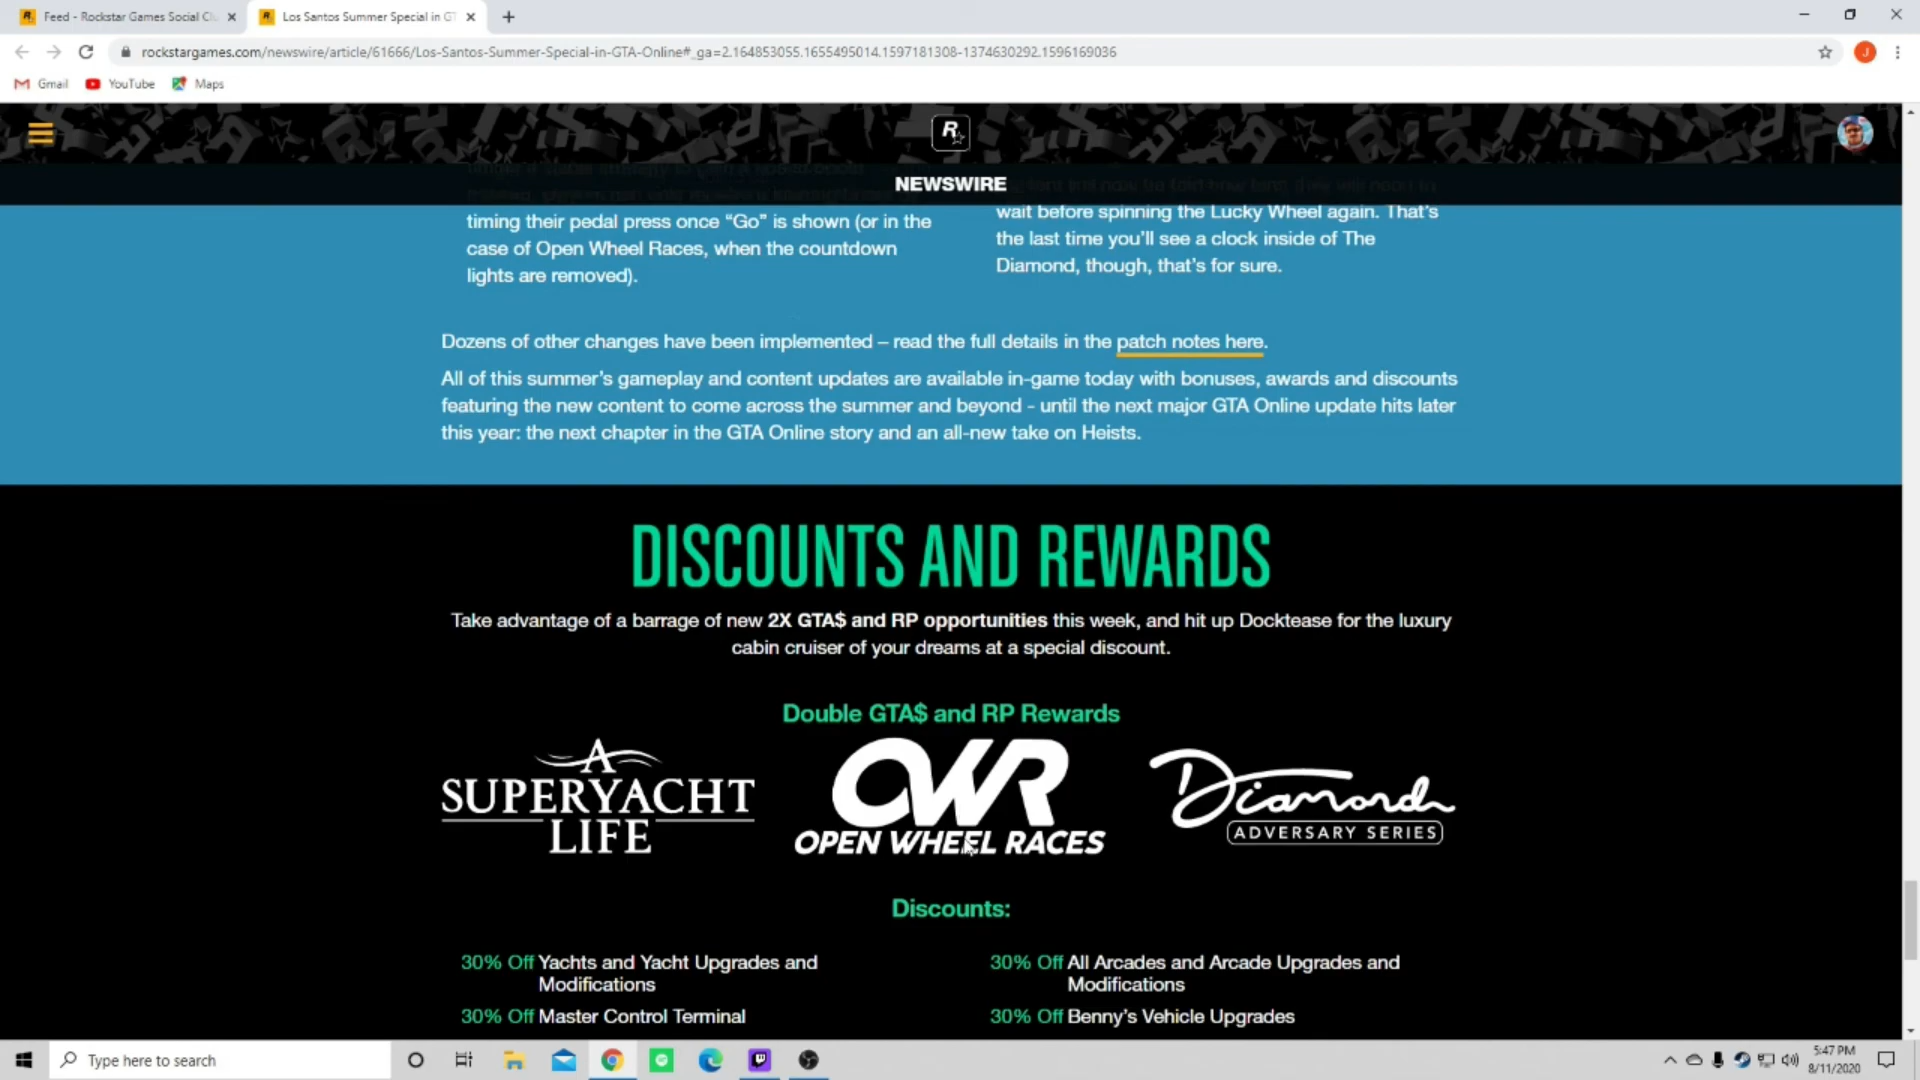 Feed - Rockstar Games Social Cl
Los Santos Summer Special in GT
rockstargames.com/newswire/article/61666/Los-Santos-Summer-Special-in-GTA-Online#_ga=2.164853055.1655495014.1597181308-1374630292.1596169036
J
Gmail
YouTube
Maps
R
NEWSWIRE
timing their pedal press once “Go” is shown (or in the
case of Open Wheel Races, when the countdown
lights are removed).
wait before spinning the Lucky Wheel again. That’s
the last time you’ll see a clock inside of The
Diamond, though, that’s for sure.
Dozens of other changes have been implemented – read the full details in the patch notes here.
All of this summer’s gameplay and content updates are available in-game today with bonuses, awards and discounts
featuring the new content to come across the summer and beyond - until the next major GTA Online update hits later
this year: the next chapter in the GTA Online story and an all-new take on Heists.
DISCOUNTS AND REWARDS
Take advantage of a barrage of new 2X GTA$ and RP opportunities this week, and hit up Docktease for the luxury
cabin cruiser of your dreams at a special discount.
Double GTA$ and RP Rewards
A
SUPERYACHT
LIFE
OWR
OPEN WHEEL RACES
Diamond
ADVERSARY SERIES
Discounts:
30% Off Yachts and Yacht Upgrades and
Modifications
30% Off Master Control Terminal
30% Off All Arcades and Arcade Upgrades and
Modifications
30% Off Benny’s Vehicle Upgrades
Type here to search
5:47 PM
8/11/2020